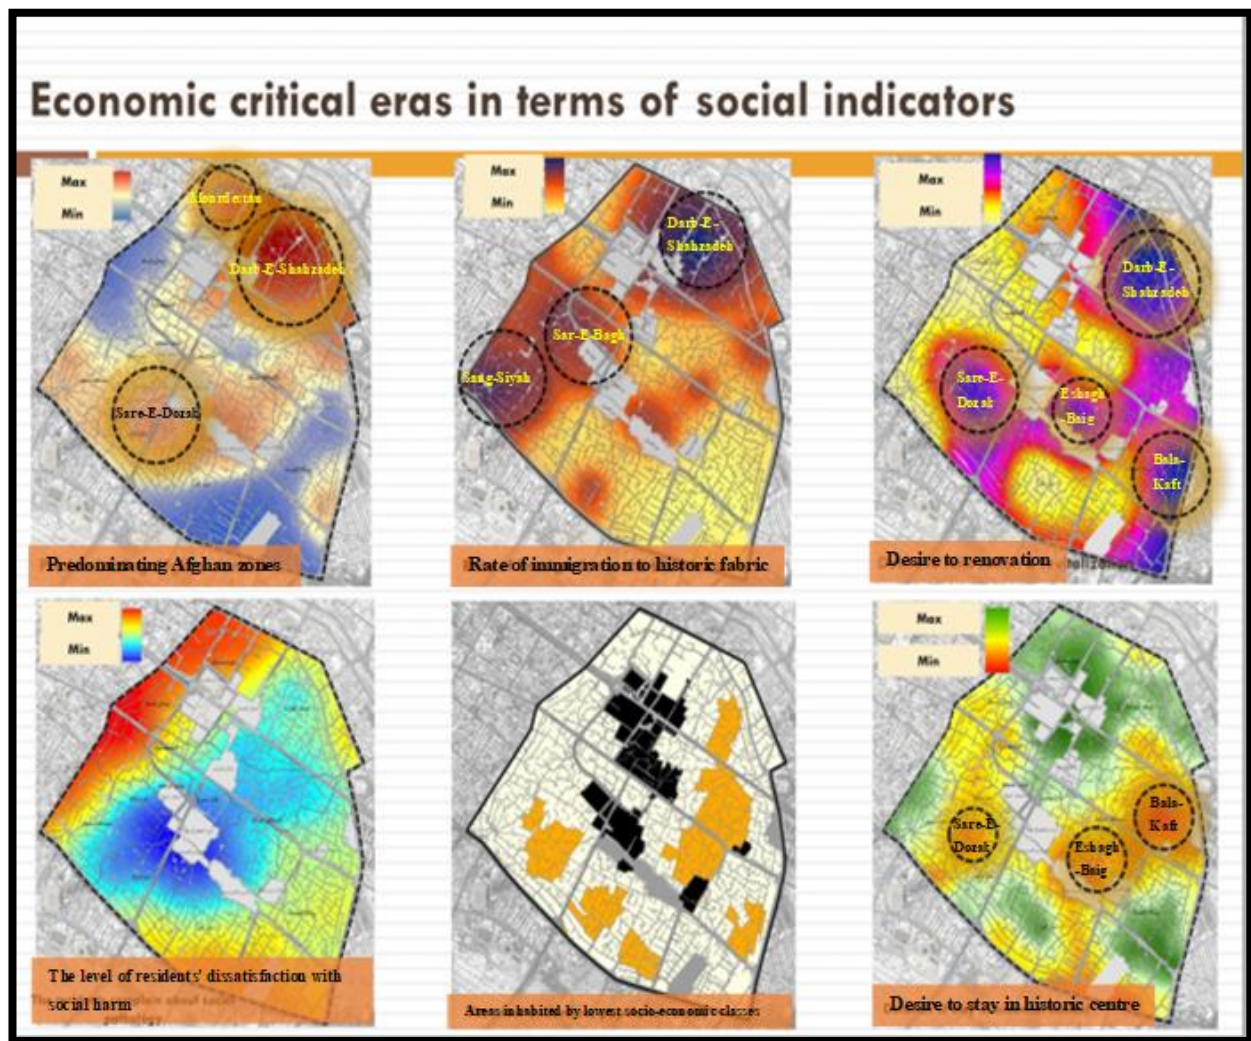 Economic critical eras in terms of social indicators
Max
Min
Darb-E-Shahzadeh
(Sare-E-Dozak
Predominating Afghan zones
Max
Min
Darb-E-
Shahzadeh
Sar-E-Bagh
Sang-Siyah
Rate of immigration to historic fabric
Max
Min
Darb-E-
Shahzadeh
Sare-E-
Dozak
Eshagh
-Baig
Bala-
Kaft
Desire to renovation
Max
Min
The level of residents' dissatisfaction with
social harm
Areas inhabited by lowest socio-economic classes
Max
Min
Sare-E-
Dozak
Eshagh
-Baig
Bala-
Kaft
Desire to stay in historic centre